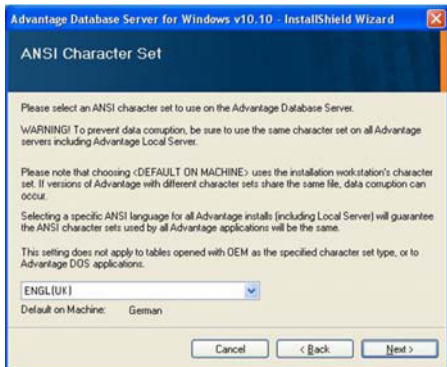 Advantage Database Server for Windows v10.10 - InstallShield Wizard
ANSI Character Set
Please select an ANSI character set to use on the Advantage Database Server.
WARNING! To prevent data corruption, be sure to use the same character set on all Advantage
servers including Advantage Local Server.
Please note that choosing <DEFAULT ON MACHINE> uses the installation workstation's character
set. If versions of Advantage with different character sets share the same file, data corruption can
occur.
Selecting a specific ANSI language for all Advantage installs (including Local Server) will guarantee
the ANSI character sets used by all Advantage applications will be the same.
This setting does not apply to tables opened with OEM as the specified character set type, or to
Advantage DOS applications.
ENGL(UK)
Default on Machine: German
Cancel < Back Next >